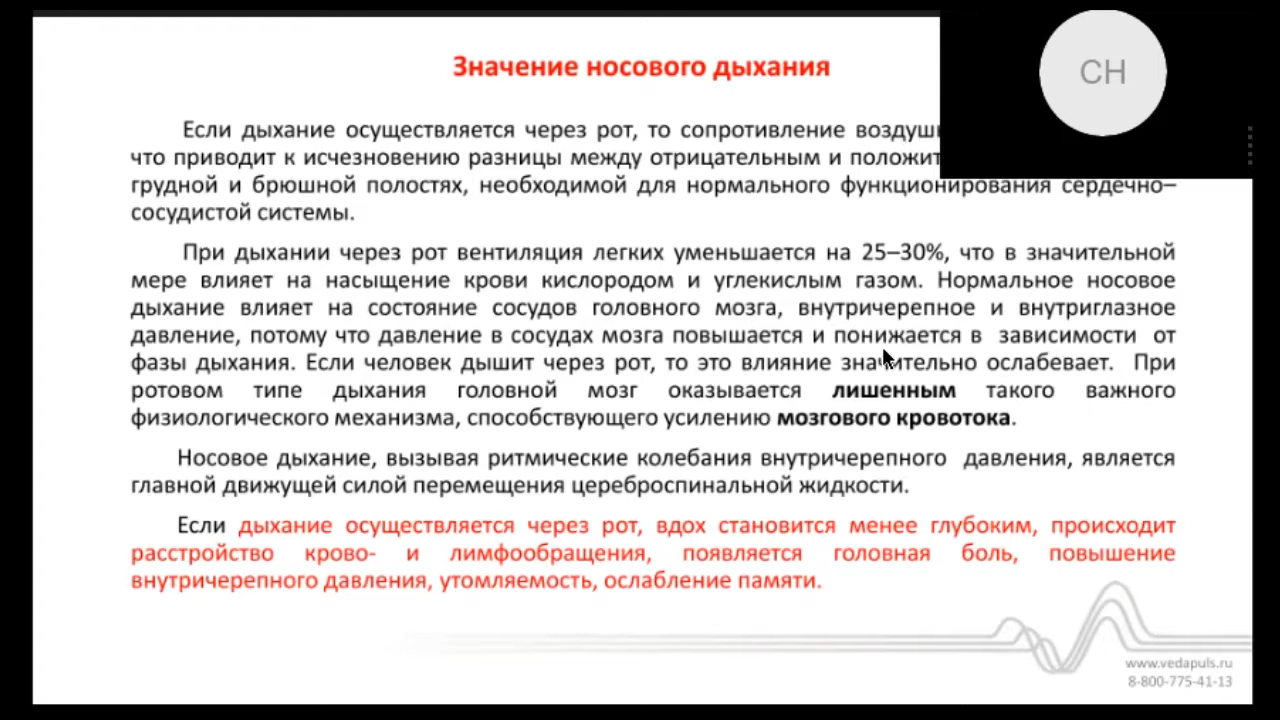 Значение носового дыхания
CH
Если дыхание осуществляется через рот, то сопротивление
что приводит к исчезновению разницы между отрицательным и
грудной и брюшной полостях, необходимой для нормального функционирования сердечно–
сосудистой системы.
При дыхании через рот вентиляция легких уменьшается на 25–30%, что в значительной
мере влияет на насыщение крови кислородом и углекислым газом. Нормальное носовое
дыхание влияет на состояние сосудов головного мозга, внутричерепное и внутриглазное
давление, потому что давление в сосудах мозга повышается и понижается в зависимости от
фазы дыхания. Если человек дышит через рот, то это влияние значительно ослабевает. При
ротовом типе дыхания головной мозг оказывается лишенным такого важного
физиологического механизма, способствующего усилению мозгового кровотока.
Носовое дыхание, вызывая ритмические колебания внутричерепного давления, является
главной движущей силой перемещения цереброспинальной жидкости.
Если дыхание осуществляется через рот, вдох становится менее глубоким, происходит
расстройство крово- и лимфообращения, появляется головная боль, повышение
внутричерепного давления, утомляемость, ослабление памяти.
www.vedapuls.ru
8-800-775-41-13